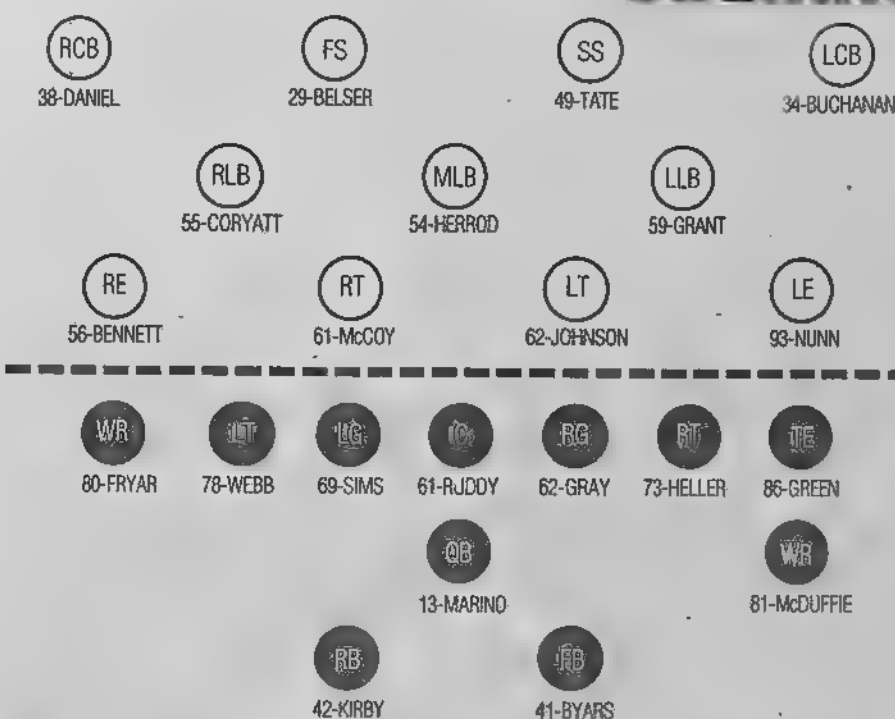 RCB FS SS LCB
38-DANIEL 29-BELSER 49-TATE 34-BUCHANAN
RLB MLB LLB
55-CORYATT 54-HERROD 59-GRANT
RE RT LT LE
56-BENNETT 61-McCOY 62-JOHNSON 93-NUNN
WR LT LG C RG RT TE
80-FRYAR 78-WEBB 69-SIMS 61-RUDDY 62-GRAY 73-HELLER 86-GREEN
QB WR
13-MARINO 81-McDUFFIE
RB FB
42-KIRBY 41-BYARS